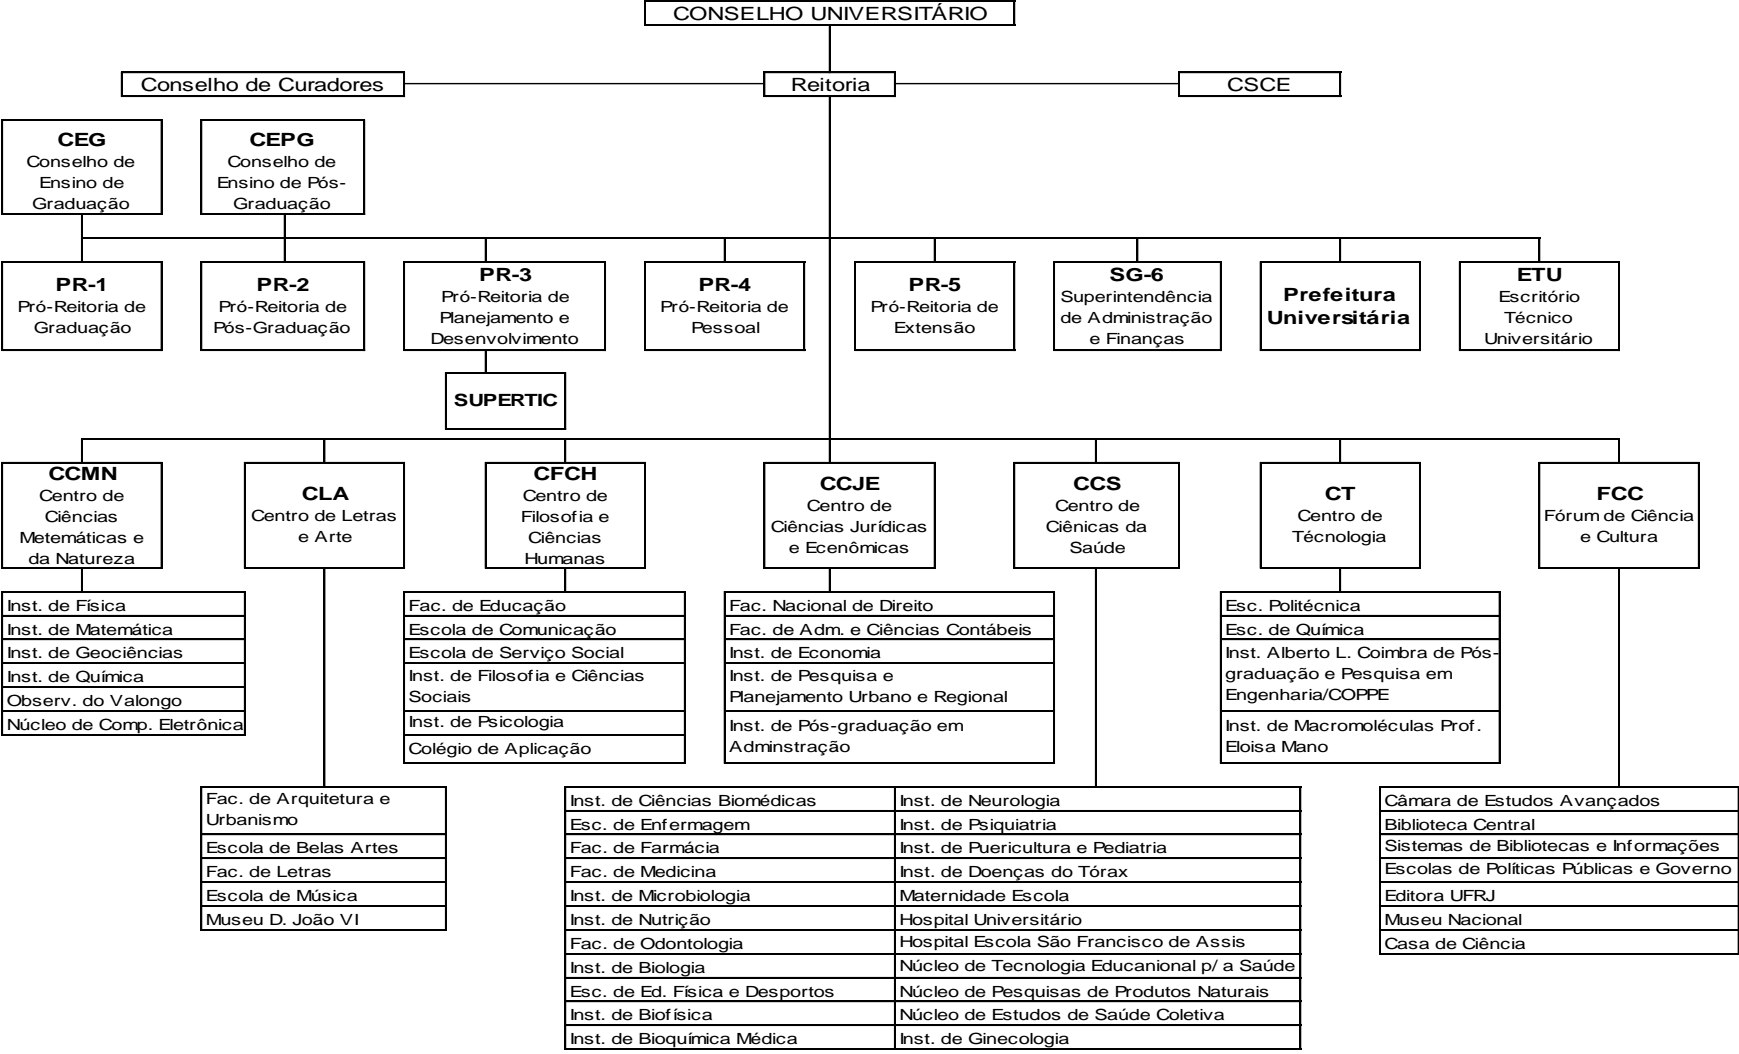 CONSELHO UNIVERSITÁRIO
Conselho de Curadores
Reitoria
CSCE
CEG
Conselho de
Ensino de
Graduação
CEPG
Conselho de
Ensino de Pós-
Graduação
PR-1
Pró-Reitoria de
Graduação
PR-2
Pró-Reitoria de
Pós-Graduação
PR-3
Pró-Reitoria de
Planejamento e
Desenvolvimento
PR-4
Pró-Reitoria de
Pessoal
PR-5
Pró-Reitoria de
Extensão
SG-6
Superintendência
de Administração
e Finanças
Prefeitura
Universitária
ETU
Escritório
Técnico
Universitário
SUPERTIC
CCMN
Centro de
Ciências
Metemáticas e
da Natureza
CLA
Centro de Letras
e Arte
CFCH
Centro de
Filosofia e
Ciências
Humanas
CCJE
Centro de
Ciências Jurídicas
e Ecenômicas
CCS
Centro de
Ciênicas da
Saúde
CT
Centro de
Técnologia
FCC
Fórum de Ciência
e Cultura
Inst. de Física
Inst. de Matemática
Inst. de Geociências
Inst. de Química
Observ. do Valongo
Núcleo de Comp. Eletrônica
Fac. de Educação
Escola de Comunicação
Escola de Serviço Social
Inst. de Filosofia e Ciências
Sociais
Inst. de Psicologia
Colégio de Aplicação
Fac. Nacional de Direito
Fac. de Adm. e Ciências Contábeis
Inst. de Economia
Inst. de Pesquisa e
Planejamento Urbano e Regional
Inst. de Pós-graduação em
Adminstração
Esc. Politécnica
Esc. de Química
Inst. Alberto L. Coimbra de Pós-
graduação e Pesquisa em
Engenharia/COPPE
Inst. de Macromoléculas Prof.
Eloisa Mano
Fac. de Arquitetura e
Urbanismo
Escola de Belas Artes
Fac. de Letras
Escola de Música
Museu D. João VI
Inst. de Ciências Biomédicas
Esc. de Enfermagem
Fac. de Farmácia
Fac. de Medicina
Inst. de Microbiologia
Inst. de Nutrição
Fac. de Odontologia
Inst. de Biologia
Esc. de Ed. Física e Desportos
Inst. de Biofísica
Inst. de Bioquímica Médica
Inst. de Neurologia
Inst. de Psiquiatria
Inst. de Puericultura e Pediatria
Inst. de Doenças do Tórax
Maternidade Escola
Hospital Universitário
Hospital Escola São Francisco de Assis
Núcleo de Tecnologia Educanional p/ a Saúde
Núcleo de Pesquisas de Produtos Naturais
Núcleo de Estudos de Saúde Coletiva
Inst. de Ginecologia
Câmara de Estudos Avançados
Biblioteca Central
Sistemas de Bibliotecas e Informações
Escolas de Políticas Públicas e Governo
Editora UFRJ
Museu Nacional
Casa de Ciência